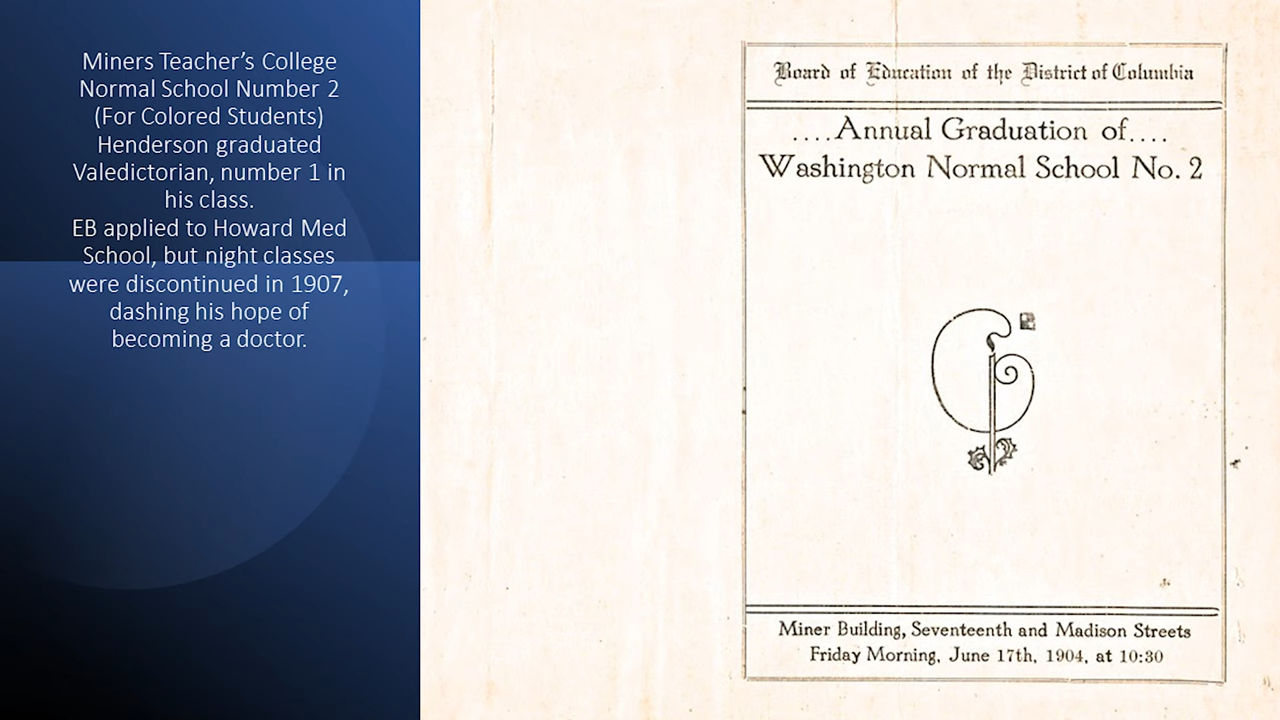 Miners Teacher’s College
Normal School Number 2
(For Colored Students)
Henderson graduated
Valedictorian, number 1 in
his class.
EB applied to Howard Med
School, but night classes
were discontinued in 1907,
dashing his hope of
becoming a doctor.
Board of Education of the District of Columbia
....Annual Graduation of....
Washington Normal School No. 2
Miner Building, Seventeenth and Madison Streets
Friday Morning, June 17th, 1904, at 10:30